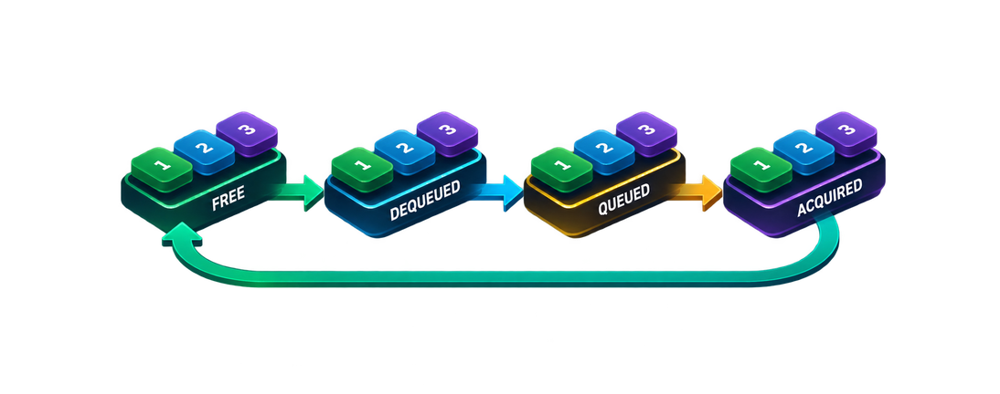 1 2 3
FREE
1 2 3
DEQUEUED
1 2 3
QUEUED
1 2 3
ACQUIRED